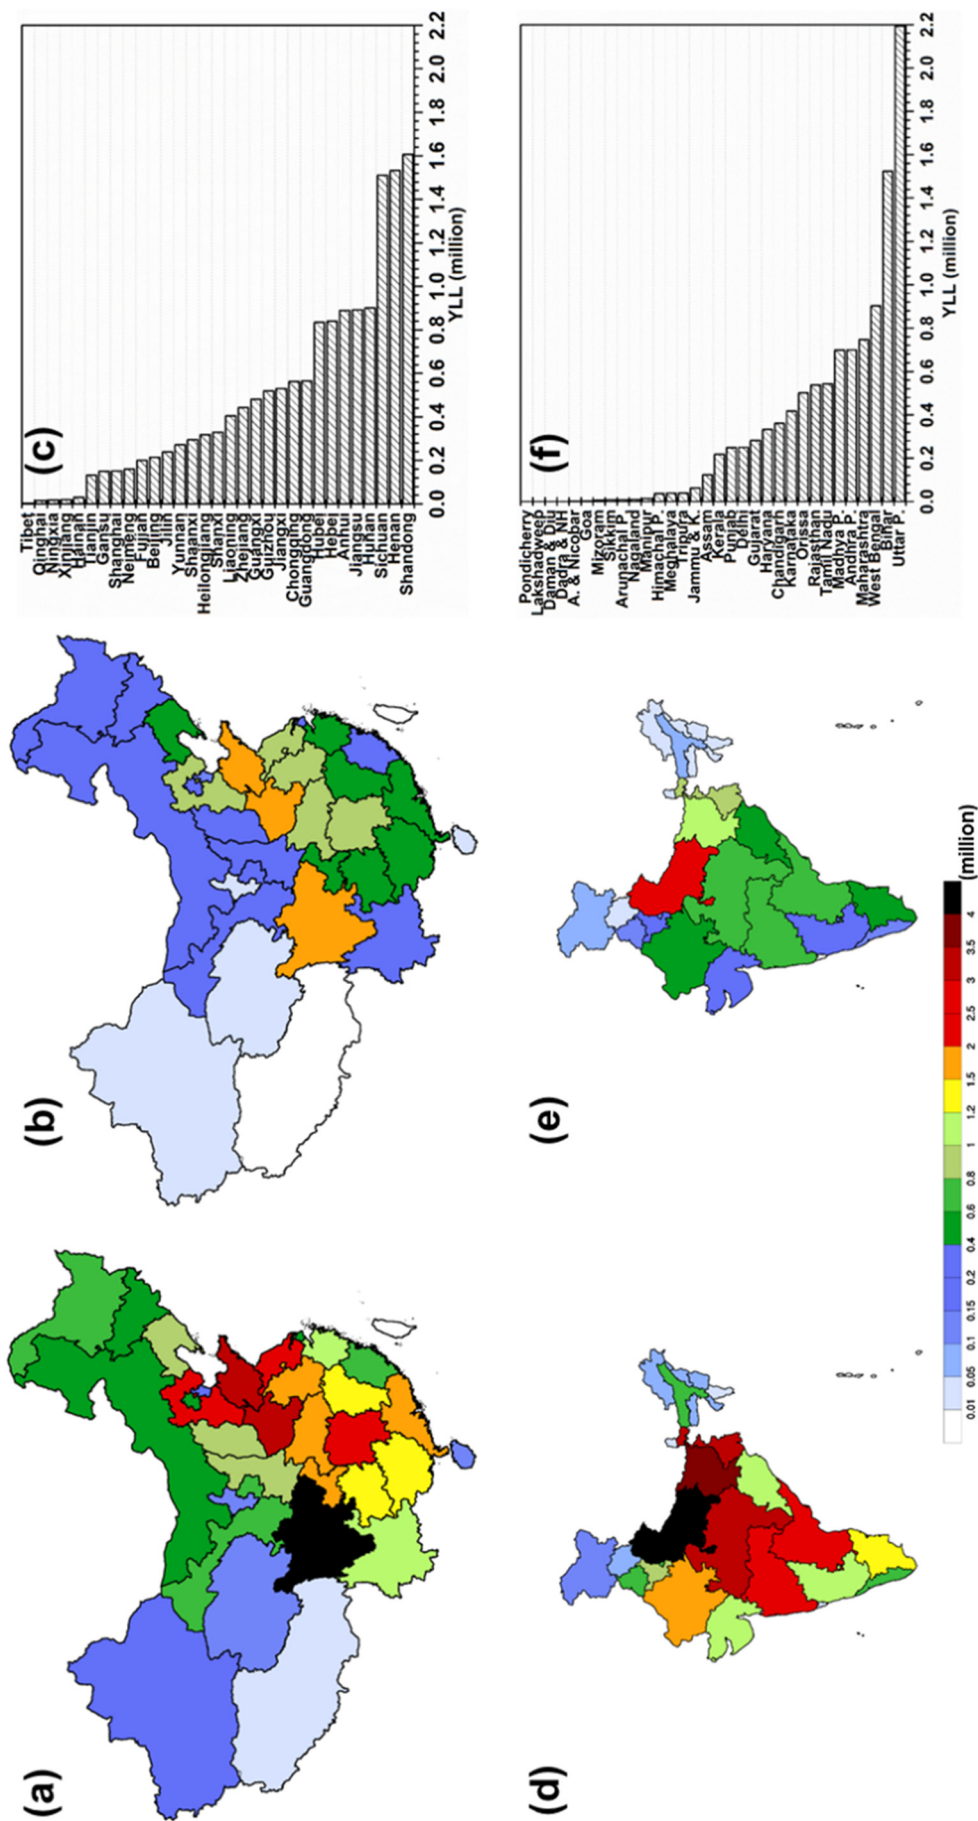 (a)
(b)
(c)
Tibet
Qinghai
Ningxia
Xinjiang
Hainan
Tianjin
Gansu
Shanghai
Neimeng
Fujian
Beijing
Jilin
Yunnan
Shaanxi
Heilongjiang
Shanxi
Liaoning
Zhejiang
Guangxi
Guizhou
Jiangxi
Chongq
Guangdong
Hubei
Hebei
Anhui
Jiangsu
Hunan
Sichuan
Henan
Shandong
0.0 0.2 0.4 0.6 0.8 1.0 1.2 1.4 1.6 1.8 2.0 2.2
YLL (million)
(d)
(e)
(f)
Pondicherry
Lakshadweep
Daman & Diu
Dadra & NH
A. & Nicobar
Goa
Mizoram
Sikkim
Arunachal P.
Nagaland
Manipur
Himachal P.
Meghalaya
Tripura
Jammu & K.
Assam
Kerala
Punjab
Delhi
Gujarat
Haryana
Chandigarh
Karnataka
Orissa
Rajastan
Tamil Nadu
Madhya P.
Andhra P.
Maharashtra
West Bengal
Bihar
Uttar P.
0.0 0.2 0.4 0.6 0.8 1.0 1.2 1.4 1.6 1.8 2.0 2.2
YLL (million)
0.01 0.05 0.1 0.15 0.2 0.4 0.6 0.8 1 1.2 1.5 2 2.5 3 3.5 4 (million)